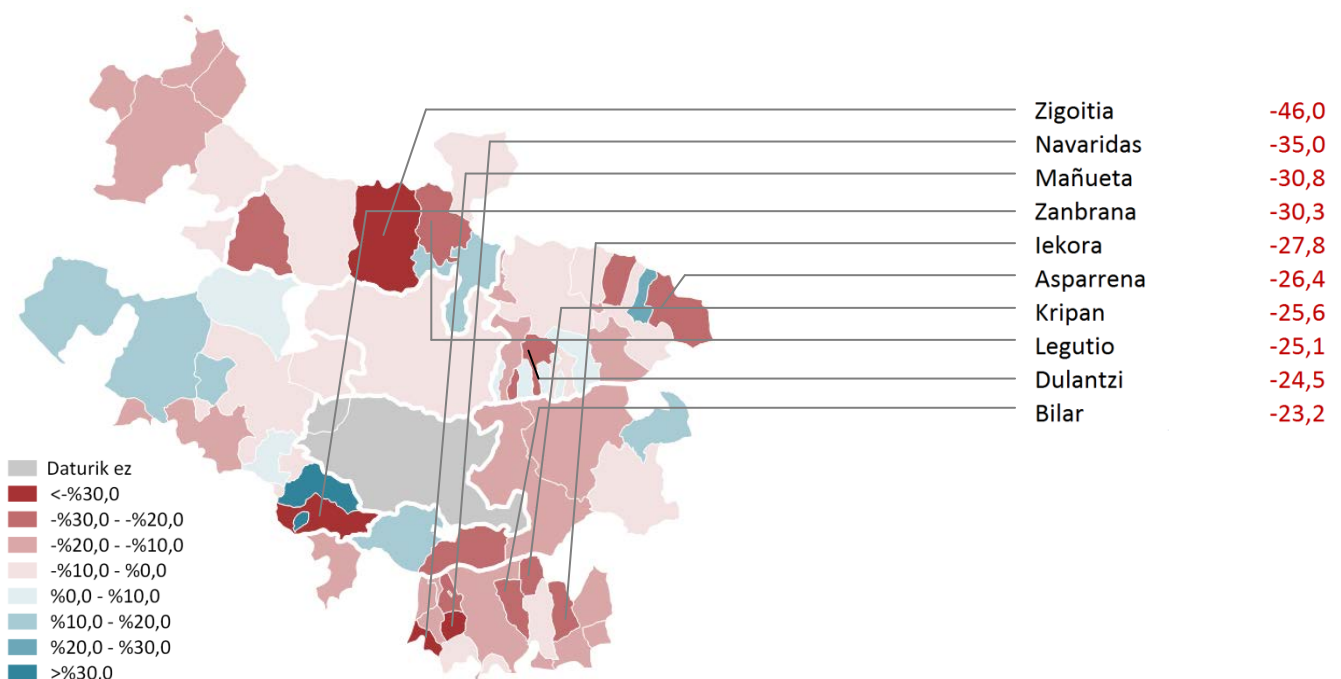 Zigoitia -46,0
Navaridas -35,0
Mañueta -30,8
Zanbrana -30,3
Iekora -27,8
Asparrena -26,4
Kripan -25,6
Legutio -25,1
Dulantzi -24,5
Bilar -23,2
Daturik ez
<-%30,0
-%30,0 - -%20,0
-%20,0 - -%10,0
-%10,0 - %0,0
%0,0 - %10,0
%10,0 - %20,0
%20,0 - %30,0
>%30,0